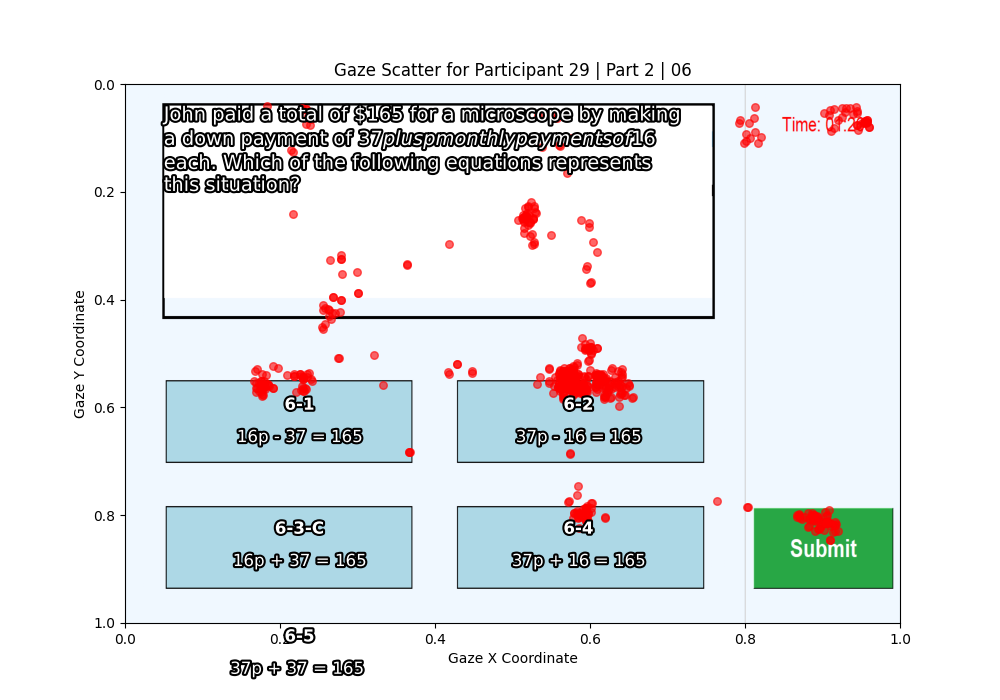 Gaze Scatter for Participant 29 | Part 2 | 06
John paid a total of $165 for a microscope by making
a down payment of 37pluspmonthlypaymentsof16
each. Which of the following equations represents
this situation?
Time:
6-1
16p - 37 = 165
6-2
37p - 16 = 165
6-3-C
16p + 37 = 165
6-4
37p + 16 = 165
Submit
6-5
37p + 37 = 165
0.0
0.2
0.4
0.6
0.8
1.0
Gaze Y Coordinate
0.0
0.2
0.4
0.6
0.8
1.0
Gaze X Coordinate